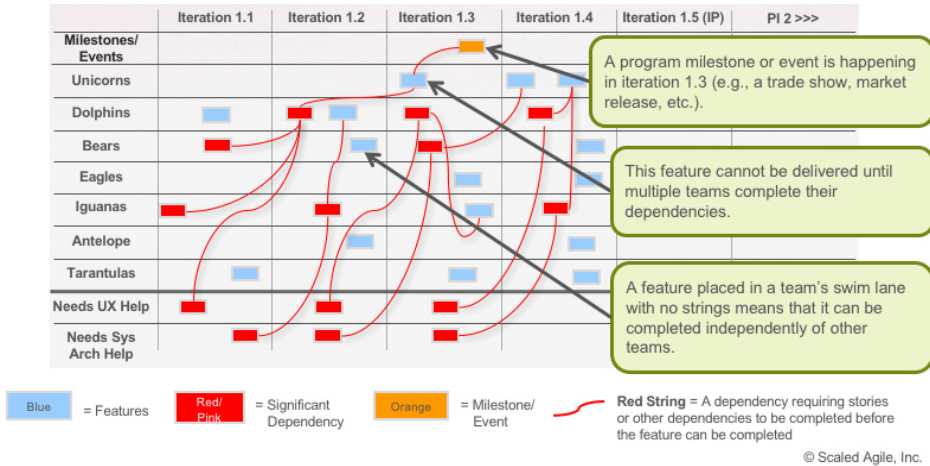 Iteration 1.1 Iteration 1.2 Iteration 1.3 Iteration 1.4 Iteration 1.5 (IP) PI 2 >>>
Milestones/
Events
Unicorns
Dolphins
Bears
Eagles
Iguanas
Antelope
Tarantulas
Needs UX Help
Needs Sys
Arch Help
A program milestone or event is happening
in iteration 1.3 (e.g., a trade show, market
release, etc.).
This feature cannot be delivered until
multiple teams complete their
dependencies.
A feature placed in a team's swim lane
with no strings means that it can be
completed independently of other
teams.
Blue
= Features
Red/
Pink
= Significant
Dependency
Orange
= Milestone/
Event
Red String = A dependency requiring stories
or other dependencies to be completed before
the feature can be completed
© Scaled Agile, Inc.